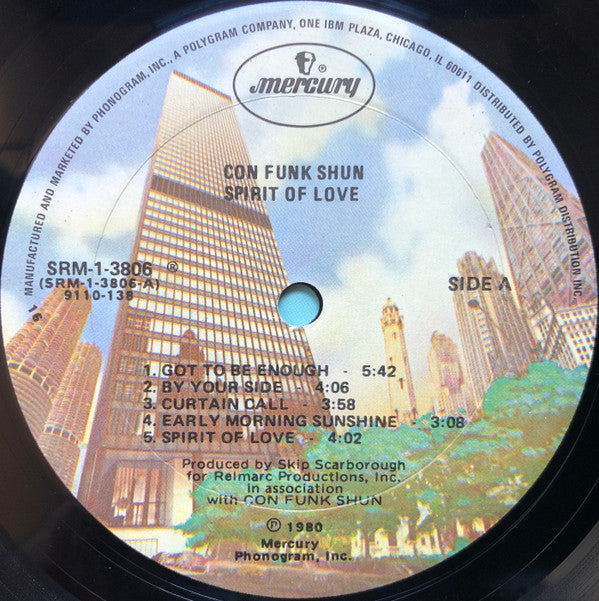 MANUFACTURED AND MARKETED BY PHONOGRAM, INC., A POLYGRAM COMPANY, ONE IBM PLAZA, CHICAGO, IL 60611 DISTRIBUTED BY POLYGRAM DISTRIBUTION, INC.
®
mercury
CON FUNK SHUN
SPIRIT OF LOVE
SRM-1-3806 ®
(SRM-1-3806-A)
9110-138
16
SIDE A
1. GOT TO BE ENOUGH - 5:42
2. BY YOUR SIDE - 4:06
3. CURTAIN CALL - 3:58
4. EARLY MORNING SUNSHINE - 3:08
5. SPIRIT OF LOVE - 4:02
Produced by Skip Scarborough
for Relmarc Productions, Inc.
in association
with CON FUNK SHUN
Ⓟ 1980
Mercury
Phonogram, Inc.